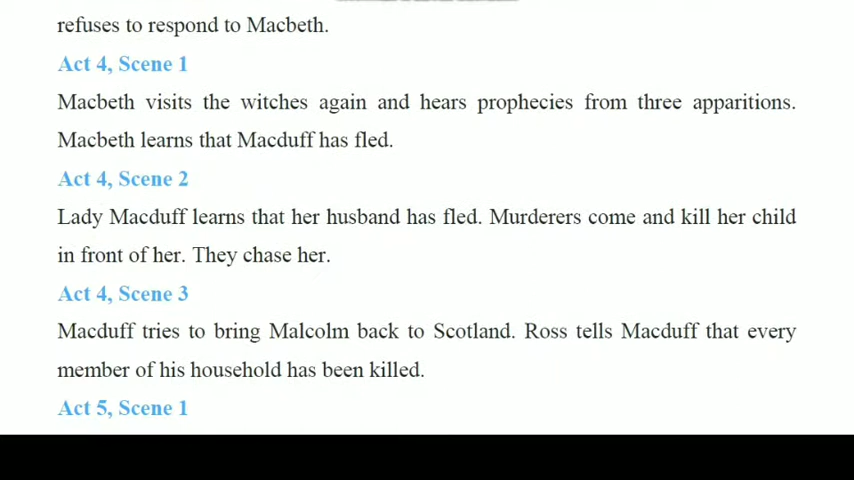 refuses to respond to Macbeth.
Act 4, Scene 1
Macbeth visits the witches again and hears prophecies from three apparitions.
Macbeth learns that Macduff has fled.
Act 4, Scene 2
Lady Macduff learns that her husband has fled. Murderers come and kill her child
in front of her. They chase her.
Act 4, Scene 3
Macduff tries to bring Malcolm back to Scotland. Ross tells Macduff that every
member of his household has been killed.
Act 5, Scene 1